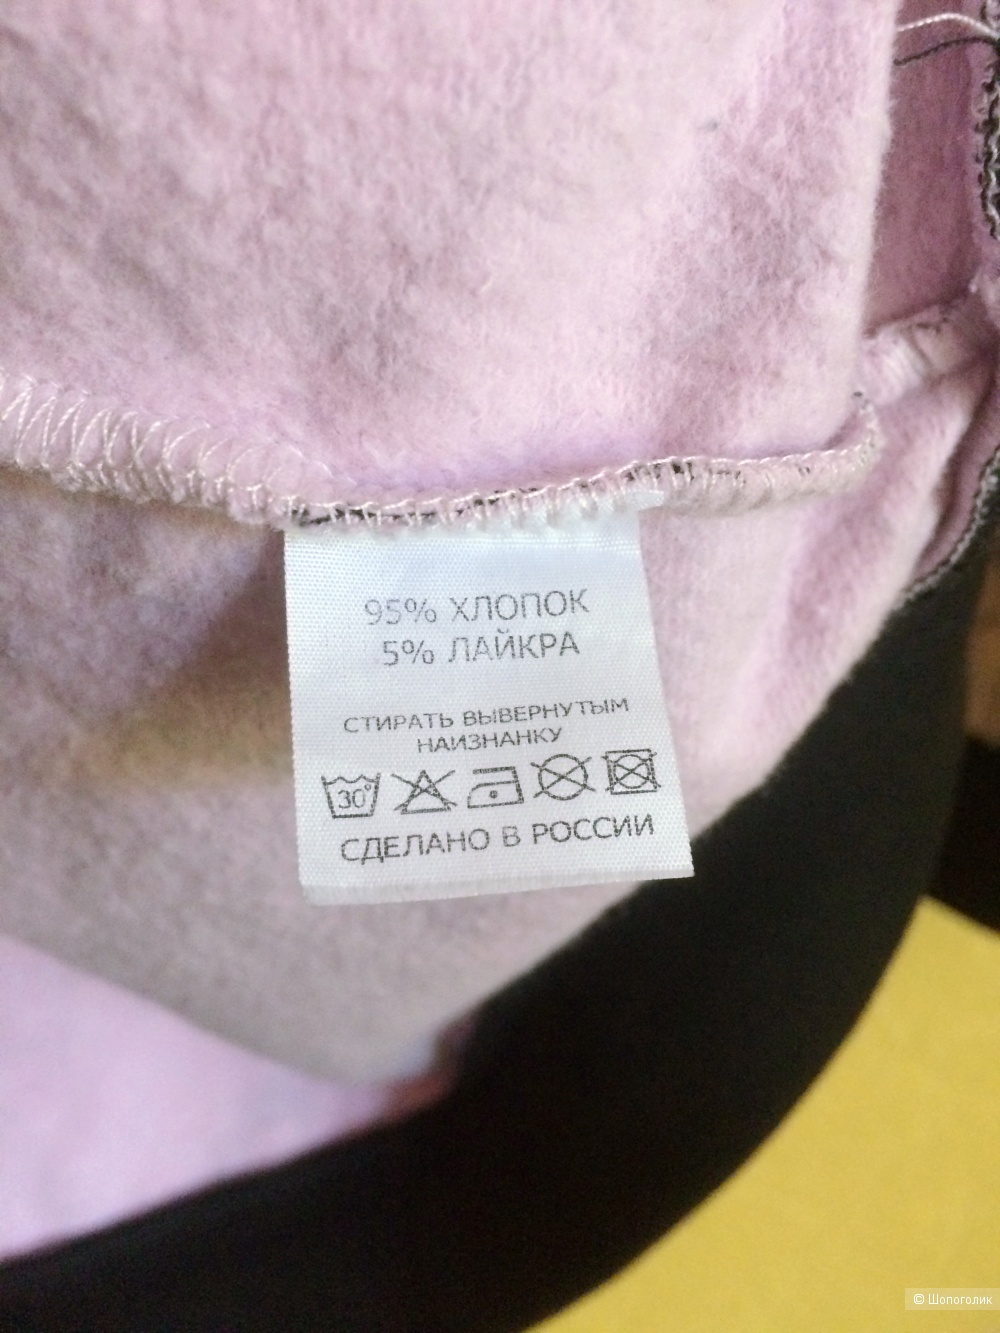 95% ХЛОПОК
5% ЛАЙКРА
СТИРАТЬ ВЫВЕРНУТЫМ
НАИЗНАНКУ
30°
СДЕЛАНО В РОССИИ
© Шопоголик